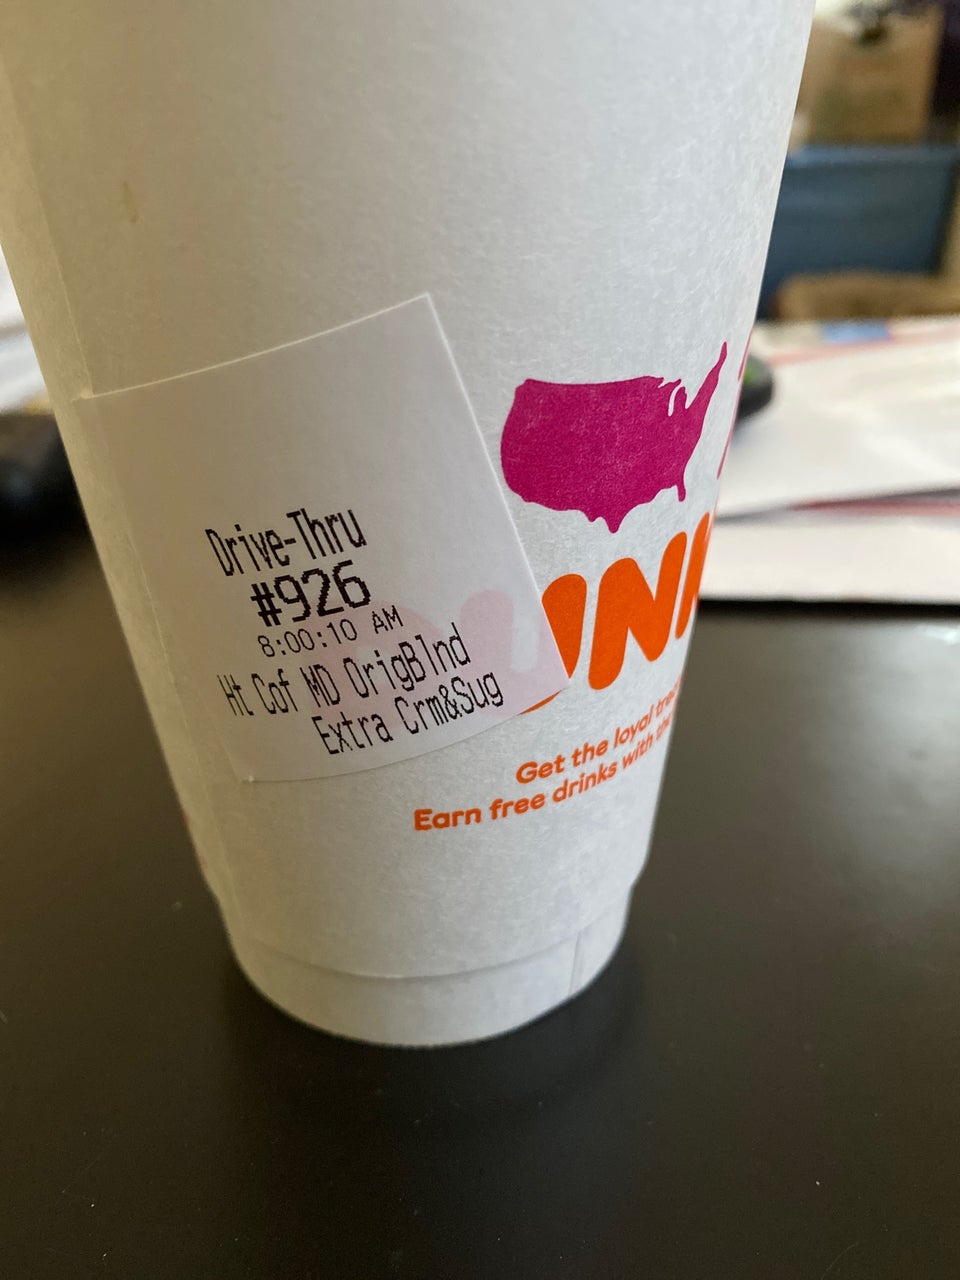 Drive-Thru
#926
8:00:10 AM
Ht Cof MD OrigBlnd
Extra Crm&Sug
DUN
Get the loyal
Earn free drinks with